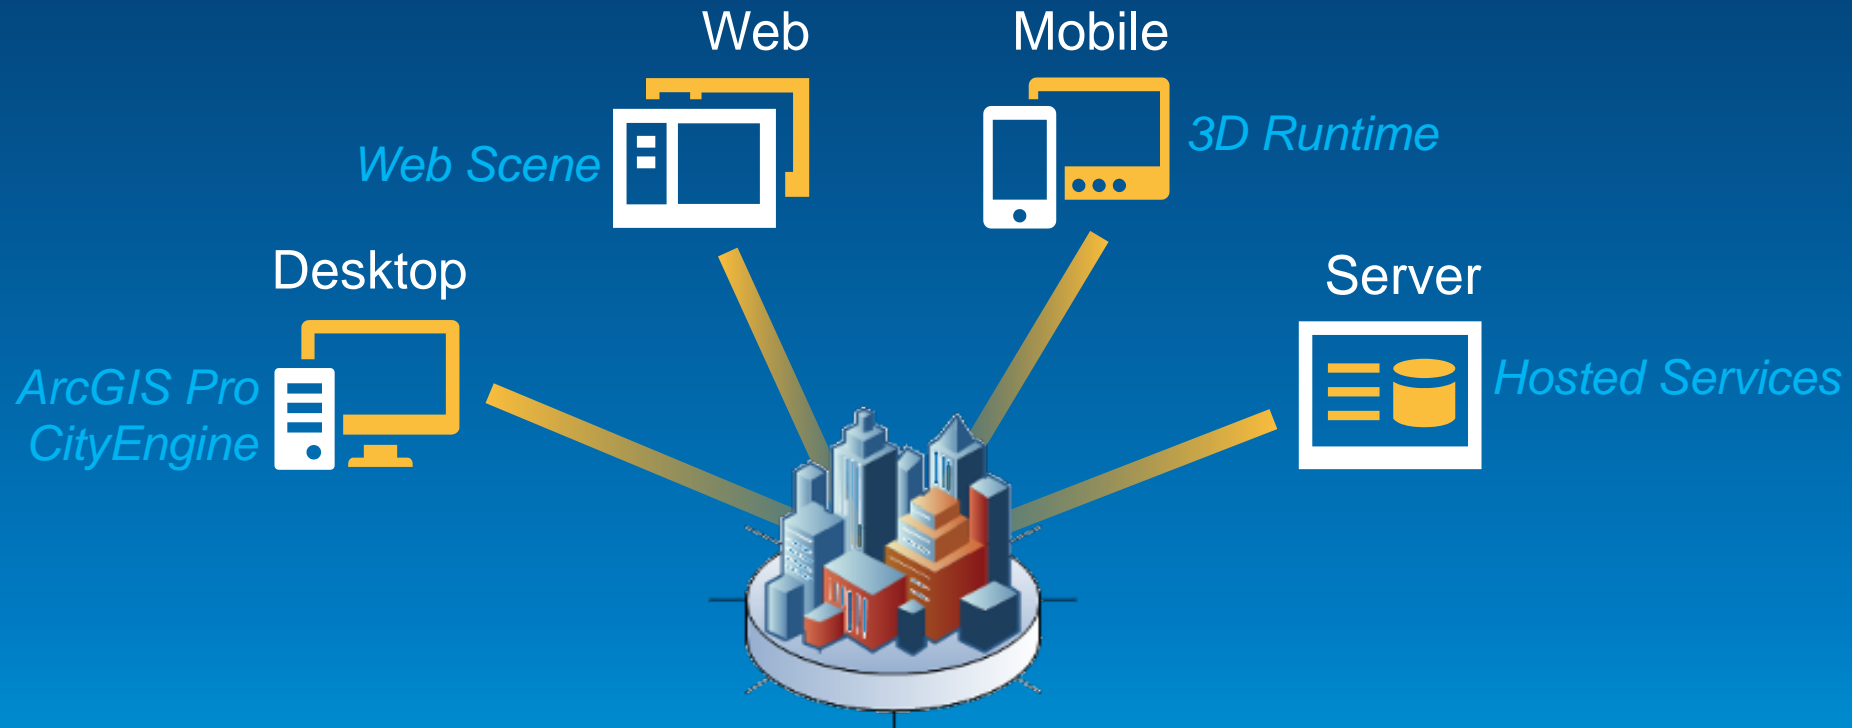 Web
Mobile
Web Scene
3D Runtime
Desktop
Server
ArcGIS Pro
CityEngine
Hosted Services